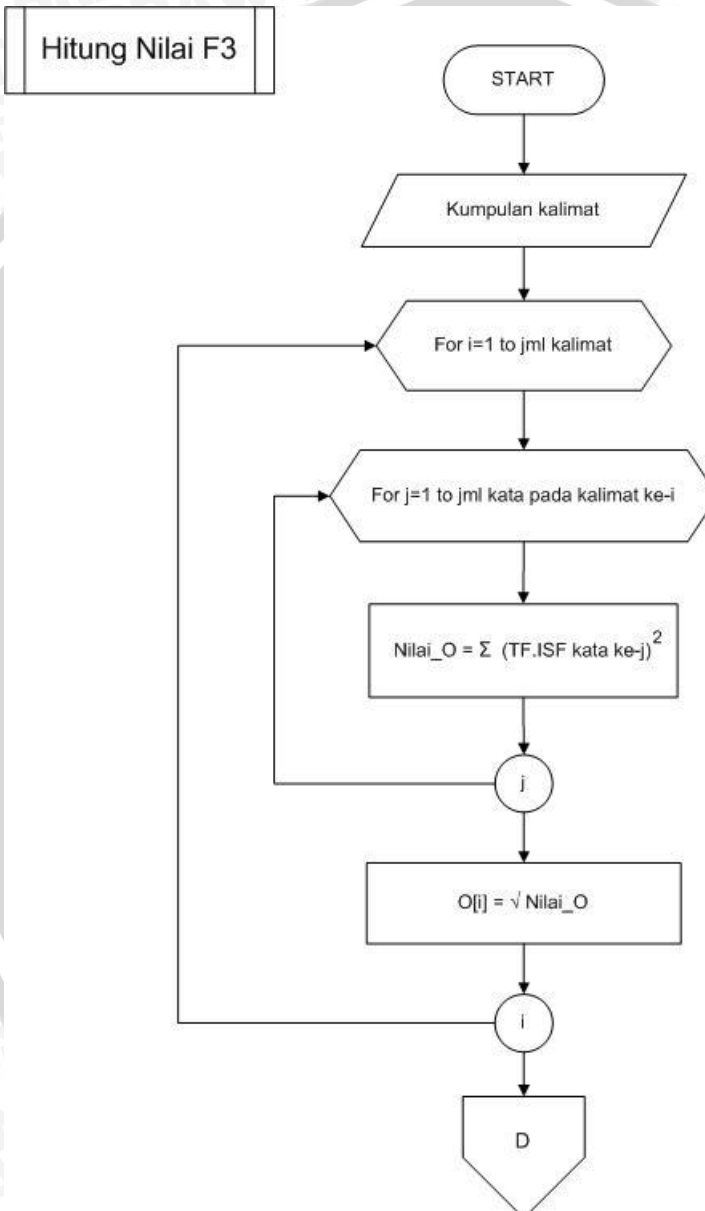 Hitung Nilai F3
START
Kumpulan kalimat
For i=1 to jml kalimat
For j=1 to jml kata pada kalimat ke-i
Nilai_O = Σ (TF.ISF kata ke-j)²
j
O[i] = √ Nilai_O
i
D